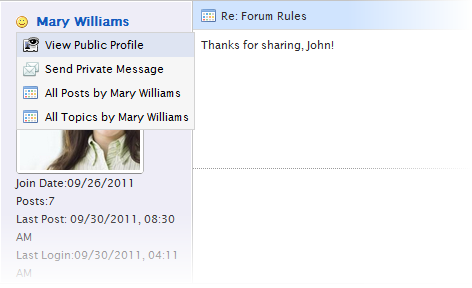 Mary Williams
View Public Profile
Send Private Message
All Posts by Mary Williams
All Topics by Mary Williams
Join Date:09/26/2011
Posts:7
Last Post: 09/30/2011, 08:30
AM
Last Login:09/30/2011, 04:11
AM
Re: Forum Rules
Thanks for sharing, John!